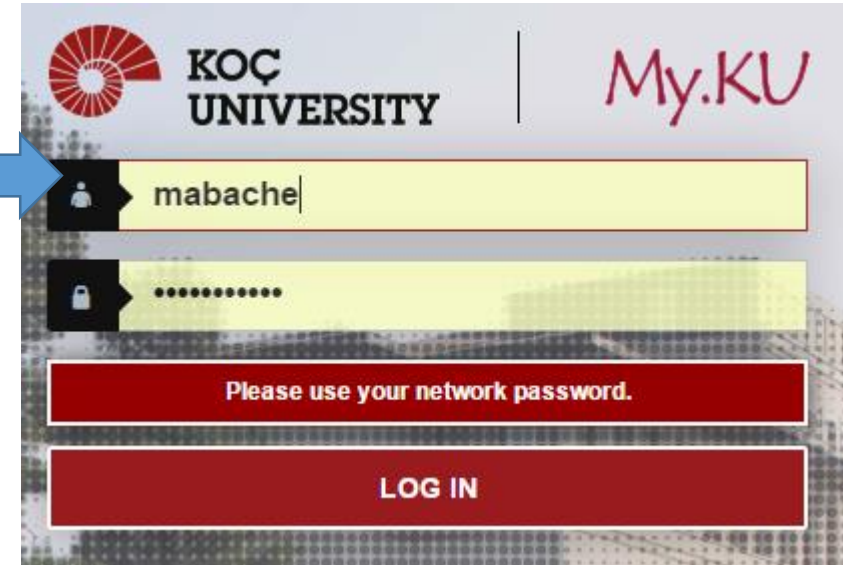 KOÇ
UNIVERSITY
My.KU
mabache
•••••••••••
Please use your network password.
LOG IN